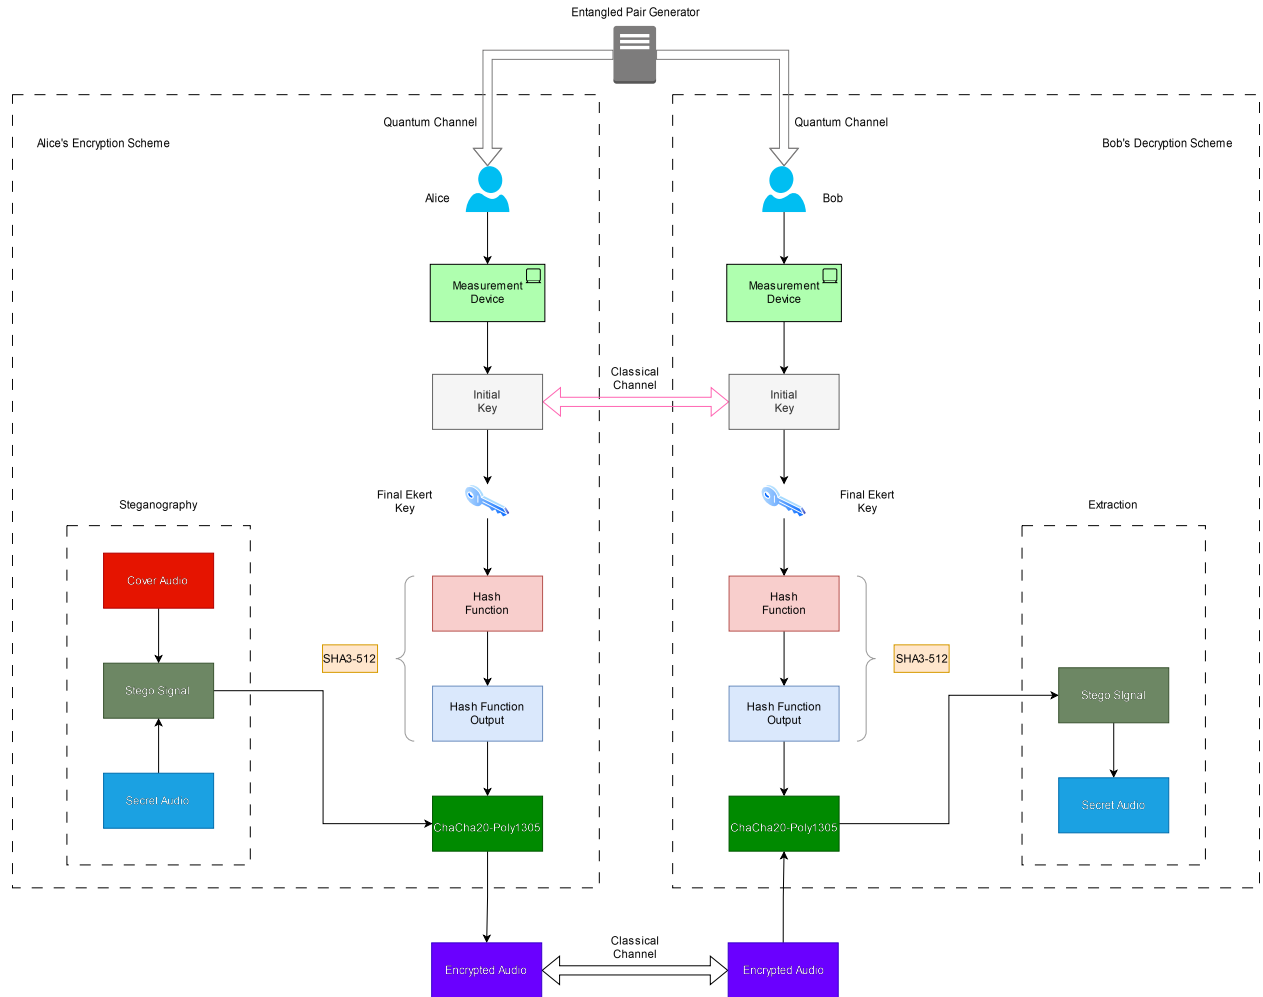 Entangled Pair Generator
Quantum Channel
Quantum Channel
Alice's Encryption Scheme
Bob's Decryption Scheme
Alice
Bob
Measurement
Device
Measurement
Device
Classical
Channel
Initial
Key
Initial
Key
Final Ekert
Key
Final Ekert
Key
Steganography
Extraction
Cover Audio
Hash
Function
Hash
Function
SHA3-512
SHA3-512
Stego Signal
Stego SIgnal
Hash Function
Output
Hash Function
Output
Secret Audio
Secret Audio
ChaCha20-Poly1305
ChaCha20-Poly1305
Classical
Channel
Encrypted Audio
Encrypted Audio